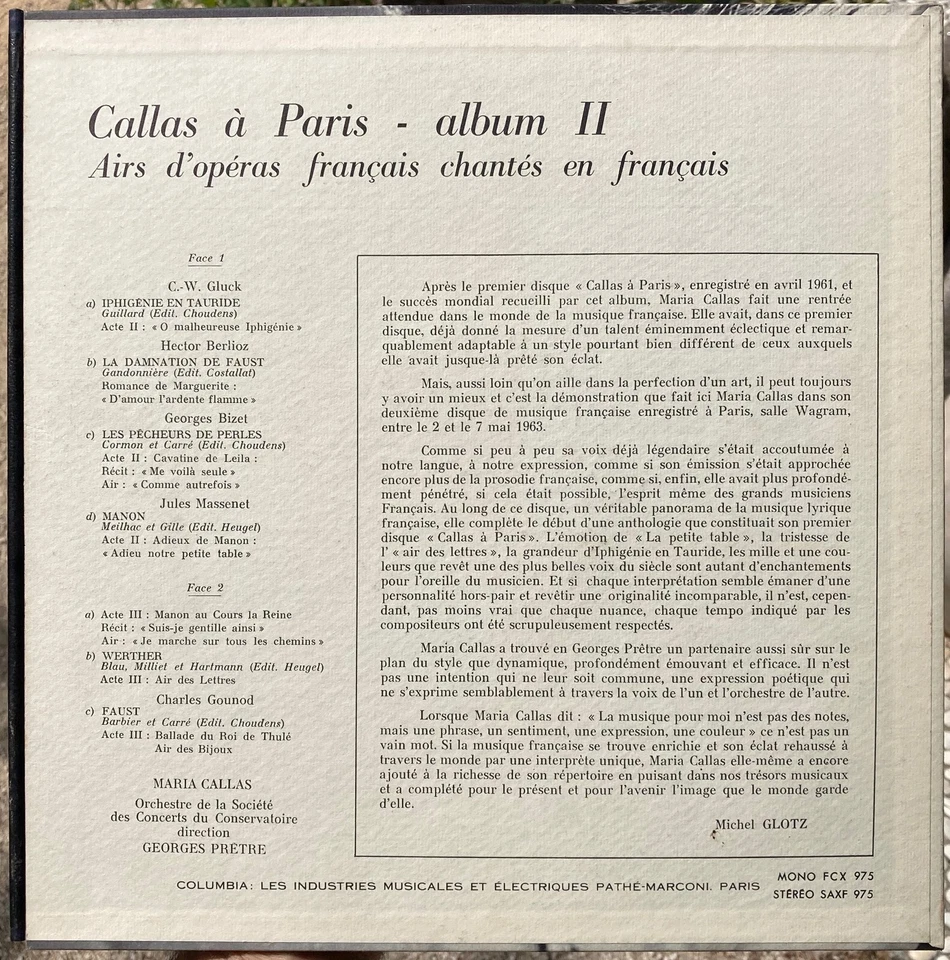 Callas à Paris - album II
Airs d'opéras français chantés en français
Face 1
C.-W. Gluck
a) IPHIGÉNIE EN TAURIDE
Guillard (Edit. Choudens)
Acte II : « O malheureuse Iphigénie »
Hector Berlioz
b) LA DAMNATION DE FAUST
Gandonnière (Edit. Costallat)
Romance de Marguerite :
« D'amour l'ardente flamme »
Georges Bizet
c) LES PÊCHEURS DE PERLES
Cormon et Carré (Edit. Choudens)
Acte II : Cavatine de Leila :
Récit : « Me voilà seule »
Air : « Comme autrefois »
Jules Massenet
d) MANON
Meilhac et Gille (Edit. Heugel)
Acte II : Adieux de Manon :
« Adieu notre petite table »
Face 2
a) Acte III : Manon au Cours la Reine
Récit : « Suis-je gentille ainsi »
Air : « Je marche sur tous les chemins »
b) WERTHER
Blau, Milliet et Hartmann (Edit. Heugel)
Acte III : Air des Lettres
Charles Gounod
c) FAUST
Barbier et Carré (Edit. Choudens)
Acte III : Ballade du Roi de Thulé
Air des Bijoux
MARIA CALLAS
Orchestre de la Société
des Concerts du Conservatoire
direction
GEORGES PRÊTRE
Après le premier disque « Callas à Paris », enregistré en avril 1961, et
le succès mondial recueilli par cet album, Maria Callas fait une rentrée
attendue dans le monde de la musique française. Elle avait, dans ce premier
disque, déjà donné la mesure d'un talent éminemment éclectique et remar-
quablement adaptable à un style pourtant bien différent de ceux auxquels
elle avait jusque-là prêté son éclat.
Mais, aussi loin qu'on aille dans la perfection d'un art, il peut toujours
y avoir un mieux et c'est la démonstration que fait ici Maria Callas dans son
deuxième disque de musique française enregistré à Paris, salle Wagram,
entre le 2 et le 7 mai 1963.
Comme si peu à peu sa voix déjà légendaire s'était accoutumée à
notre langue, à notre expression, comme si son émission s'était approchée
encore plus de la prosodie française, comme si, enfin, elle avait plus profondé-
ment pénétré, si cela était possible, l'esprit même des grands musiciens
Français. Au long de ce disque, un véritable panorama de la musique lyrique
française, elle complète le début d'une anthologie que constituait son premier
disque « Callas à Paris ». L'émotion de « La petite table », la tristesse de
l' « air des lettres », la grandeur d'Iphigénie en Tauride, les mille et une cou-
leurs que revêt une des plus belles voix du siècle sont autant d'enchantements
pour l'oreille du musicien. Et si chaque interprétation semble émaner d'une
personnalité hors-pair et revêtir une originalité incomparable, il n'est, cepen-
dant, pas moins vrai que chaque nuance, chaque tempo indiqué par les
compositeurs ont été scrupuleusement respectés.
Maria Callas a trouvé en Georges Prêtre un partenaire aussi sûr sur le
plan du style que dynamique, profondément émouvant et efficace. Il n'est
pas une intention qui ne leur soit commune, une expression poétique qui
ne s'exprime semblablement à travers la voix de l'un et l'orchestre de l'autre.
Lorsque Maria Callas dit : « La musique pour moi n'est pas des notes,
mais une phrase, un sentiment, une expression, une couleur » ce n'est pas un
vain mot. Si la musique française se trouve enrichie et son éclat rehaussé à
travers le monde par une interprète unique, Maria Callas elle-même a encore
ajouté à la richesse de son répertoire en puisant dans nos trésors musicaux
et a complété pour le présent et pour l'avenir l'image que le monde garde
d'elle.
Michel GLOTZ
COLUMBIA: LES INDUSTRIES MUSICALES ET ÉLECTRIQUES PATHÉ-MARCONI. PARIS
MONO FCX 975
STÉRÉO SAXF 975